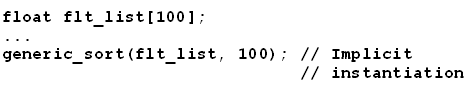 float flt_list[100];
...
generic_sort(flt_list, 100); // Implicit
// instantiation